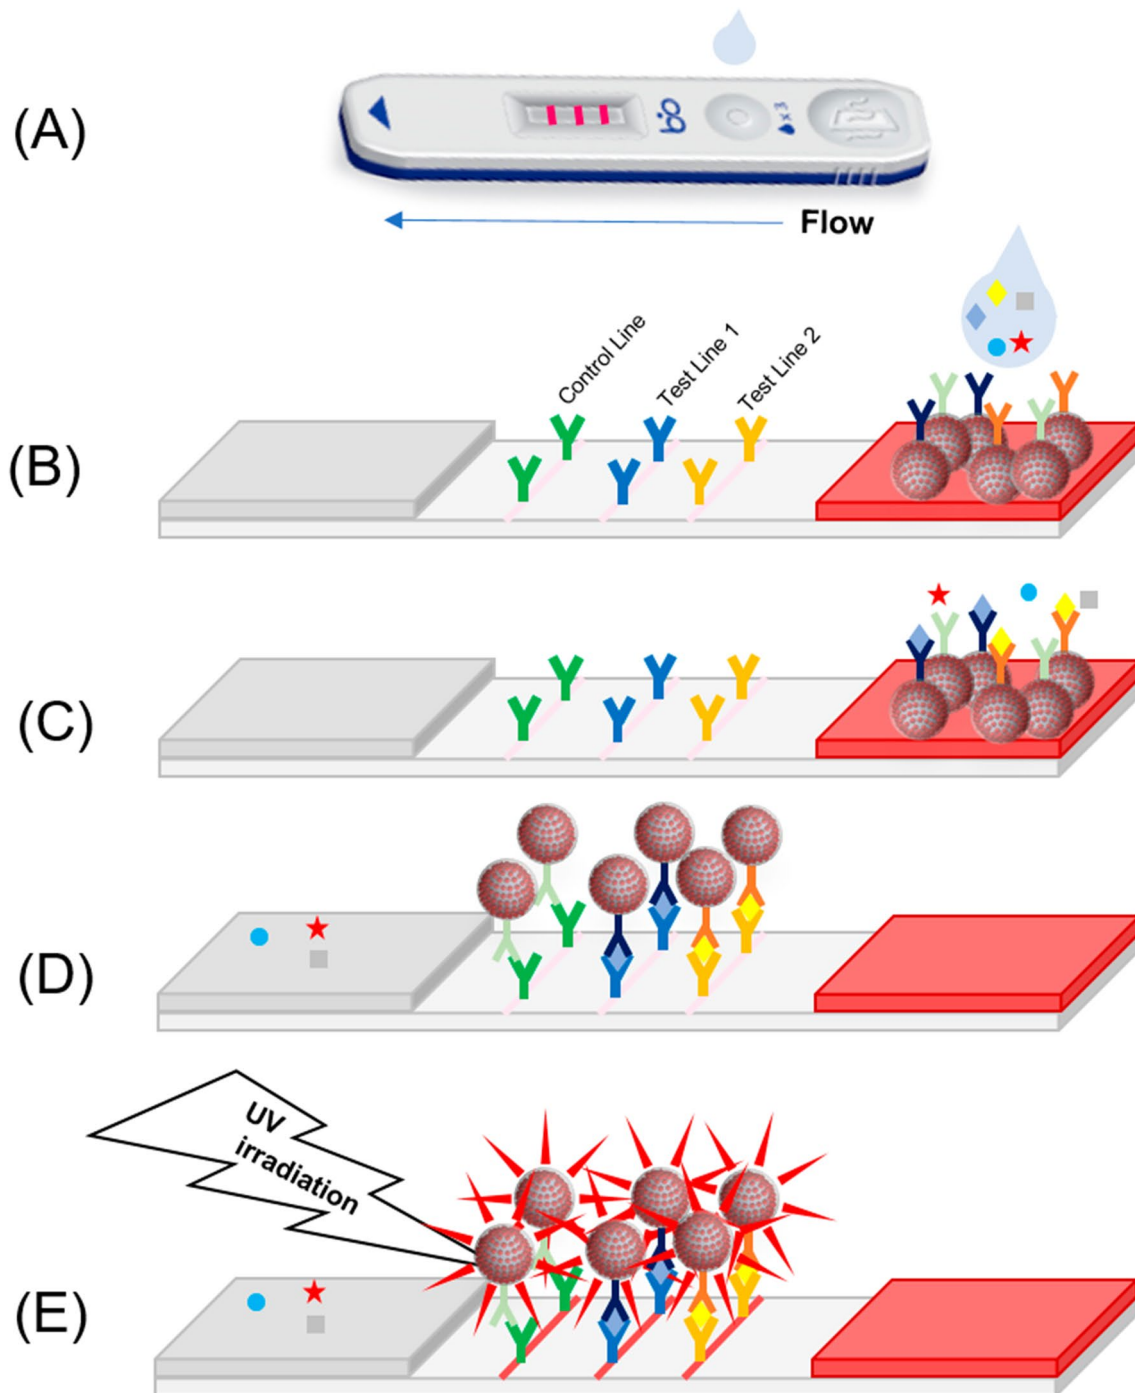 (A)
Flow
(B)
Control Line
Test Line 1
Test Line 2
(C)
(D)
(E)
UV
irradiation